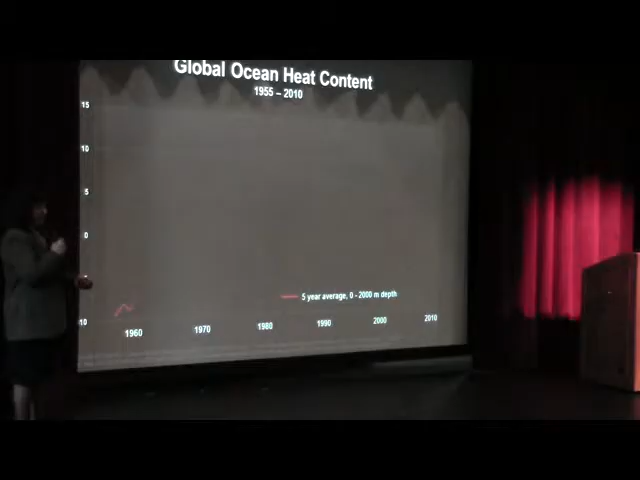 Global Ocean Heat Content
1955 – 2010
15
10
5
0
10
5 year average, 0 - 2000 m depth
1960 1970 1980 1990 2000 2010